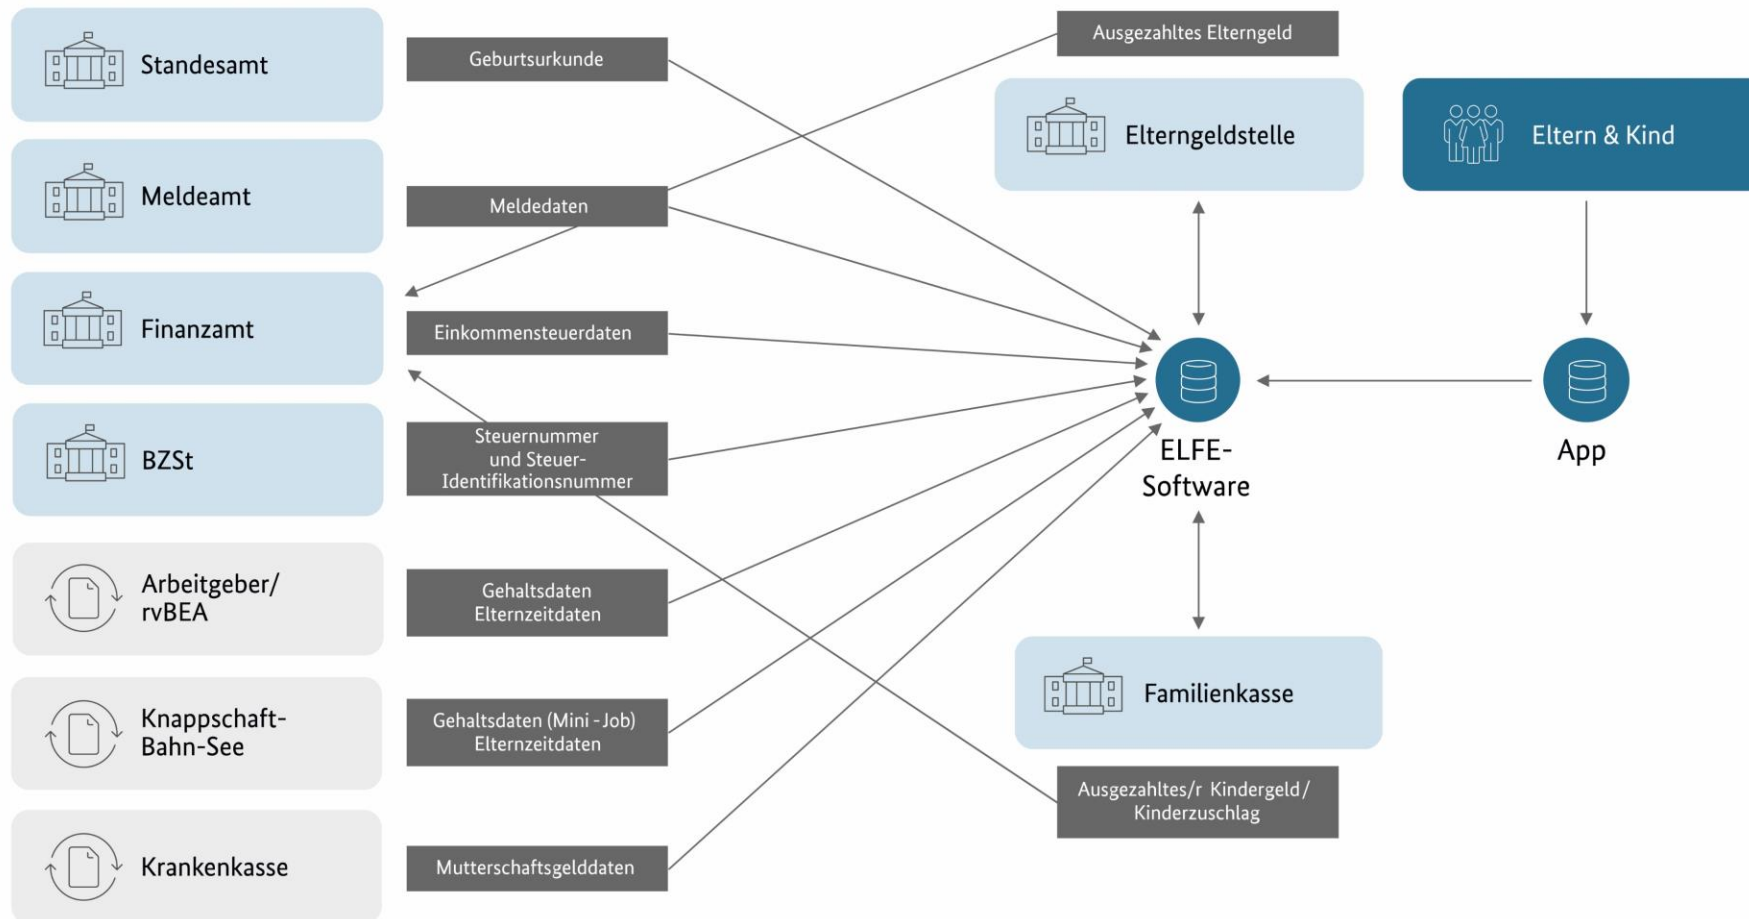 Standesamt
Geburtsurkunde
Ausgezahltes Elterngeld
Elterngeldstelle
Eltern & Kind
Meldeamt
Meldedaten
Finanzamt
Einkommensteuerdaten
BZSt
Steuernummer
und Steuer-
Identifikationsnummer
ELFE-
Software
App
Arbeitgeber/
rvBEA
Gehaltsdaten
Elternzeitdaten
Knappschaft-
Bahn-See
Gehaltsdaten (Mini-Job)
Elternzeitdaten
Familienkasse
Ausgezahltes/r Kindergeld/
Kinderzuschlag
Krankenkasse
Mutterschaftsgelddaten